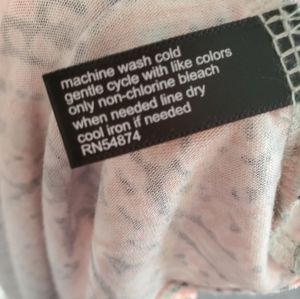 machine wash cold
gentle cycle with like colors
only non-chlorine bleach
when needed line dry
cool iron if needed
RN54874